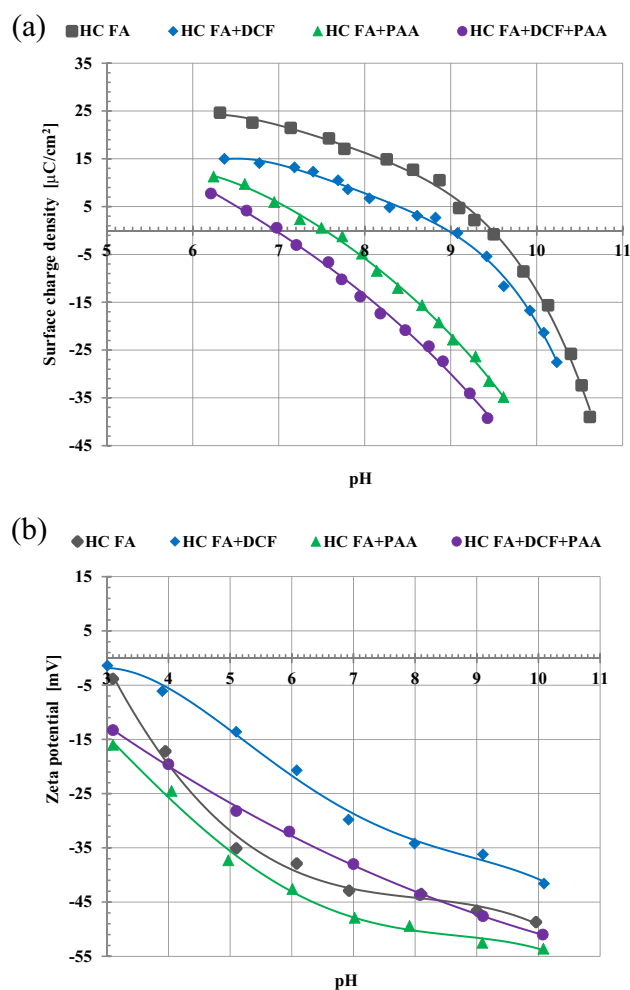 (a)
HC FA HC FA+DCF HC FA+PAA HC FA+DCF+PAA
35
25
15
5
-5
-15
-25
-35
-45
5 6 7 8 9 10 11
Surface charge density [μC/cm²]
pH
(b)
HC FA HC FA+DCF HC FA+PAA HC FA+DCF+PAA
15
5
-5
-15
-25
-35
-45
-55
3 4 5 6 7 8 9 10 11
Zeta potential [mV]
pH